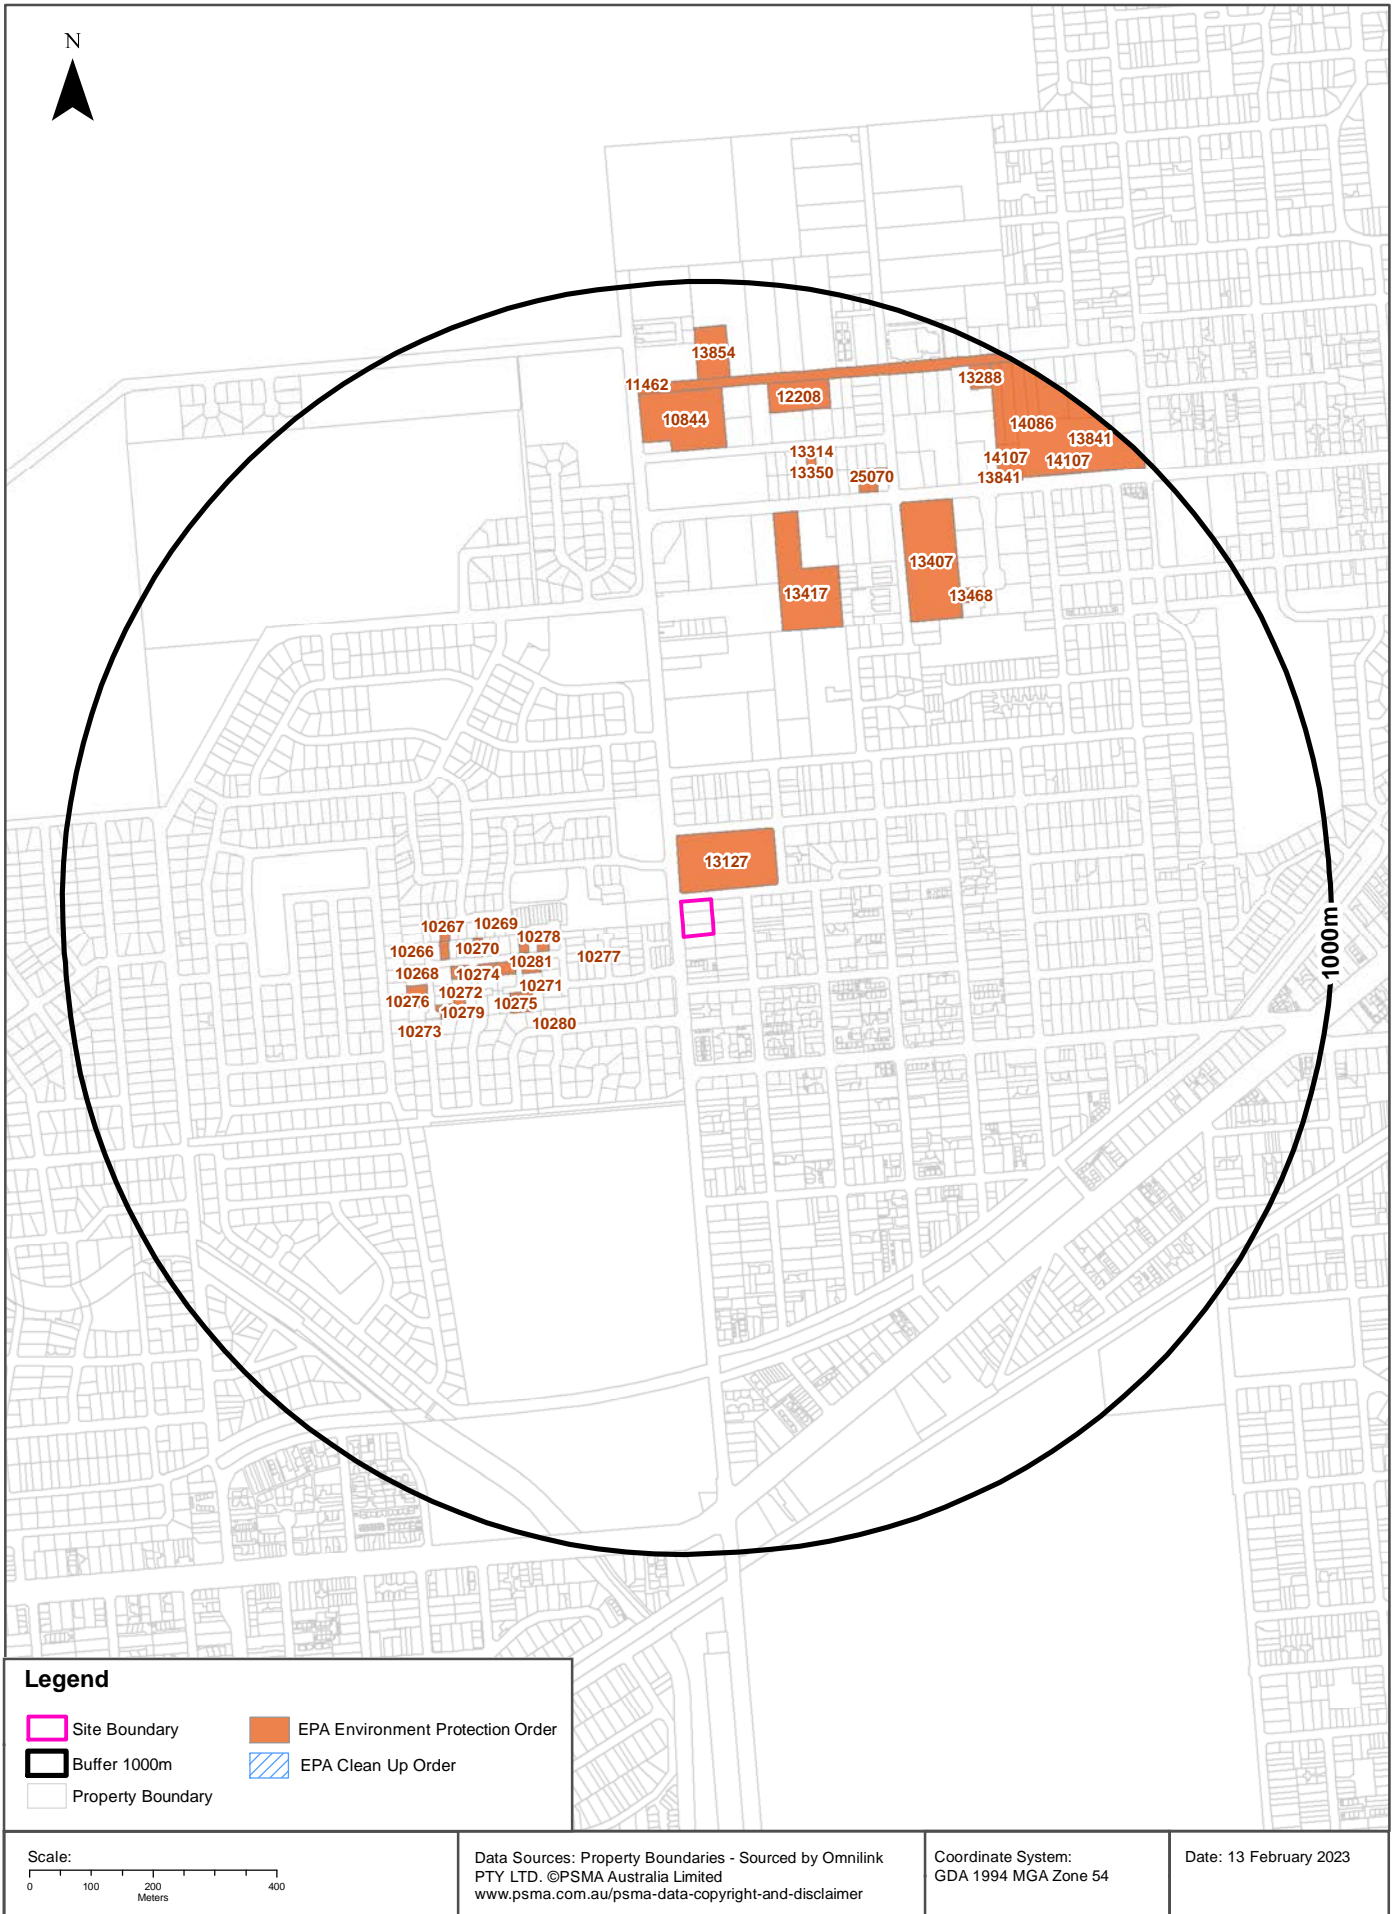 N
13854
11462
13288
12208
10844
14086
13841
13314
14107
14107
13350
25070
13841
13407
13417
13468
13127
10267
10269
10278
10266
10270
10277
10281
10268
10274
10271
10272
10276
10275
10279
10280
10273
1000m
Legend
Site Boundary
EPA Environment Protection Order
Buffer 1000m
EPA Clean Up Order
Property Boundary
Scale:
0 100 200 400
Meters
Data Sources: Property Boundaries - Sourced by Omnilink
PTY LTD. ©PSMA Australia Limited
www.psma.com.au/psma-data-copyright-and-disclaimer
Coordinate System:
GDA 1994 MGA Zone 54
Date: 13 February 2023